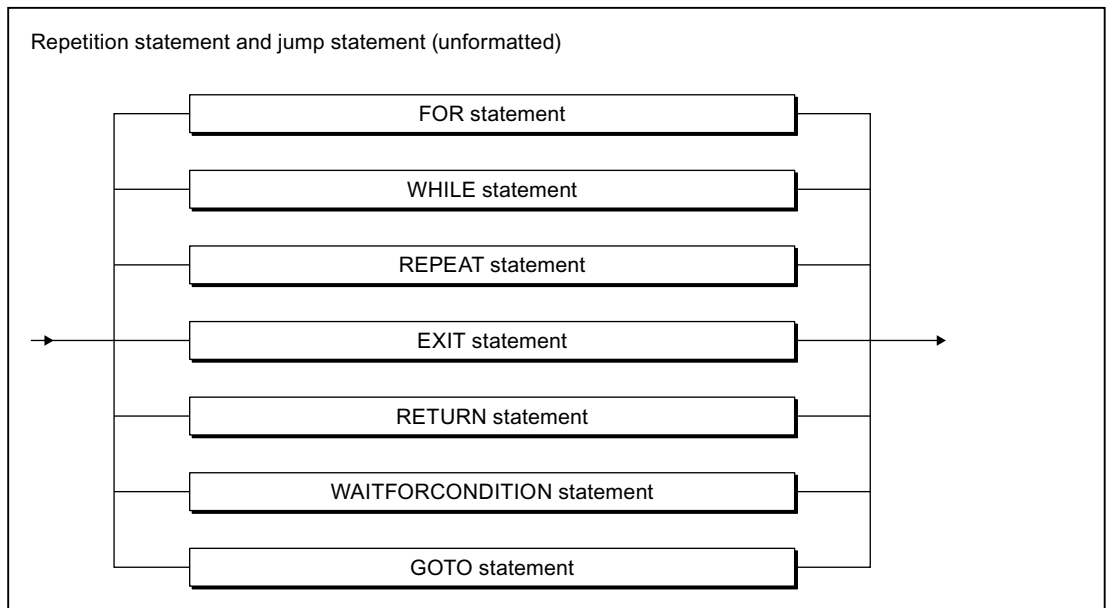 Repetition statement and jump statement (unformatted)
FOR statement
WHILE statement
REPEAT statement
EXIT statement
RETURN statement
WAITFORCONDITION statement
GOTO statement